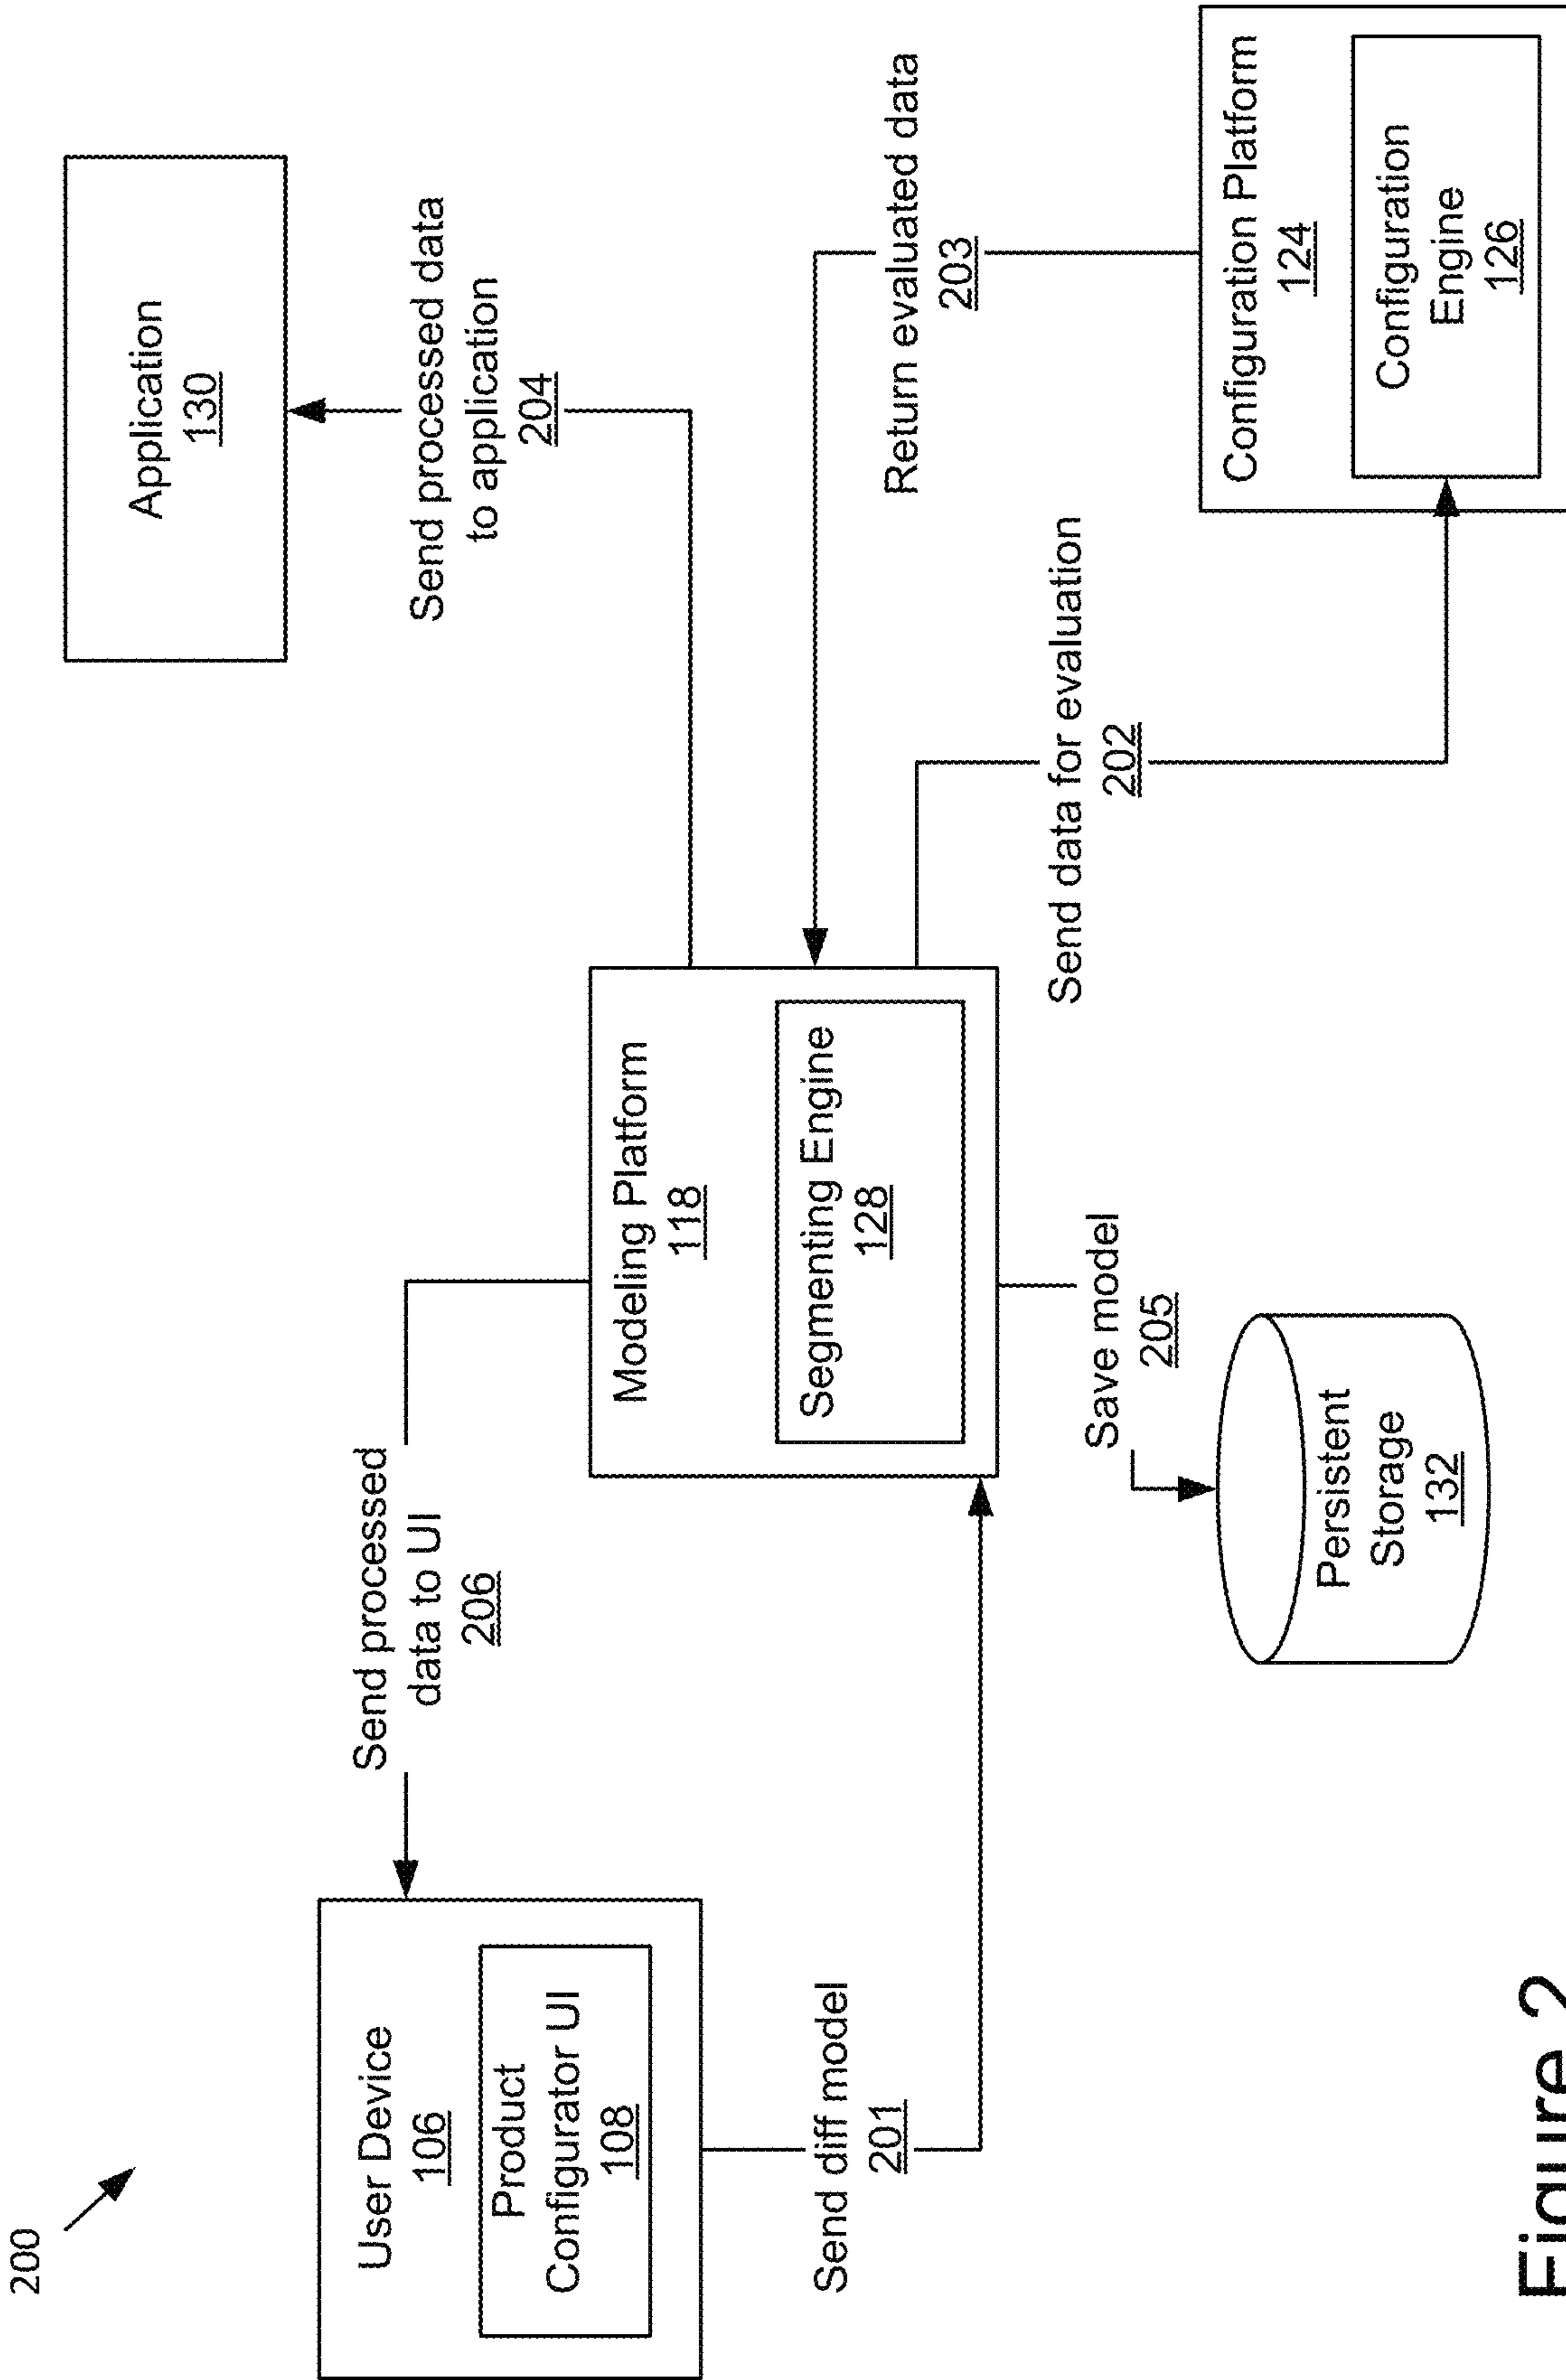 200
User Device
106
Product
Configurator UI
108
Send processed
data to UI
206
Send diff model
201
Modeling Platform
118
Segmenting Engine
128
Save model
205
Persistent
Storage
132
Application
130
Send processed data
to application
204
Return evaluated data
203
Send data for evaluation
202
Configuration Platform
124
Configuration
Engine
126
Figure 2